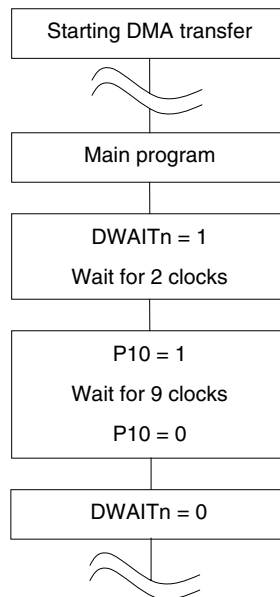 Starting DMA transfer
Main program
DWAITn = 1
Wait for 2 clocks
P10 = 1
Wait for 9 clocks
P10 = 0
DWAITn = 0